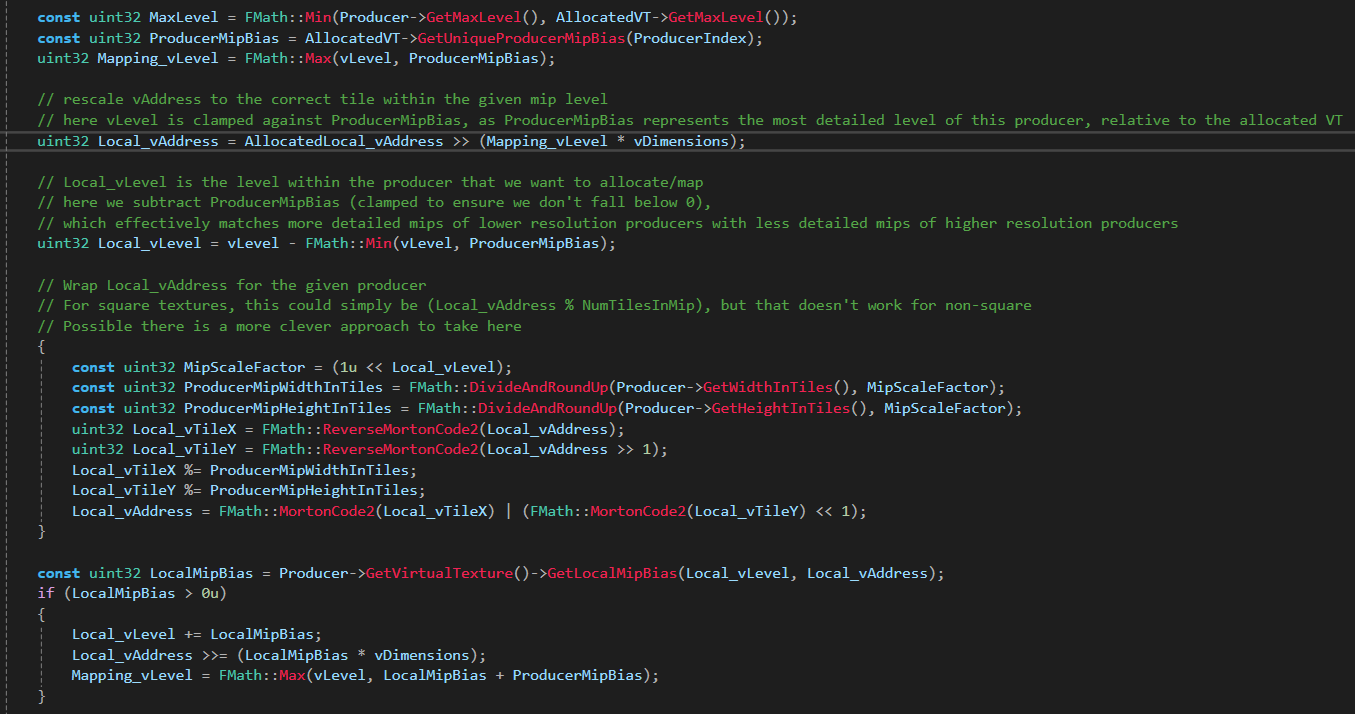 const uint32 MaxLevel = FMath::Min(Producer->GetMaxLevel(), AllocatedVT->GetMaxLevel());
const uint32 ProducerMipBias = AllocatedVT->GetUniqueProducerMipBias(ProducerIndex);
uint32 Mapping_vLevel = FMath::Max(vLevel, ProducerMipBias);
// rescale vAddress to the correct tile within the given mip level
// here vLevel is clamped against ProducerMipBias, as ProducerMipBias represents the most detailed level of this producer, relative to the allocated VT
uint32 Local_vAddress = AllocatedLocal_vAddress >> (Mapping_vLevel * vDimensions);
// Local_vLevel is the level within the producer that we want to allocate/map
// here we subtract ProducerMipBias (clamped to ensure we don't fall below 0),
// which effectively matches more detailed mips of lower resolution producers with less detailed mips of higher resolution producers
uint32 Local_vLevel = vLevel - FMath::Min(vLevel, ProducerMipBias);
// Wrap Local_vAddress for the given producer
// For square textures, this could simply be (Local_vAddress % NumTilesInMip), but that doesn't work for non-square
// Possible there is a more clever approach to take here
{
const uint32 MipScaleFactor = (1u << Local_vLevel);
const uint32 ProducerMipWidthInTiles = FMath::DivideAndRoundUp(Producer->GetWidthInTiles(), MipScaleFactor);
const uint32 ProducerMipHeightInTiles = FMath::DivideAndRoundUp(Producer->GetHeightInTiles(), MipScaleFactor);
uint32 Local_vTileX = FMath::ReverseMortonCode2(Local_vAddress);
uint32 Local_vTileY = FMath::ReverseMortonCode2(Local_vAddress >> 1);
Local_vTileX %= ProducerMipWidthInTiles;
Local_vTileY %= ProducerMipHeightInTiles;
Local_vAddress = FMath::MortonCode2(Local_vTileX) | (FMath::MortonCode2(Local_vTileY) << 1);
}
const uint32 LocalMipBias = Producer->GetVirtualTexture()->GetLocalMipBias(Local_vLevel, Local_vAddress);
if (LocalMipBias > 0u)
{
Local_vLevel += LocalMipBias;
Local_vAddress >>= (LocalMipBias * vDimensions);
Mapping_vLevel = FMath::Max(vLevel, LocalMipBias + ProducerMipBias);
}